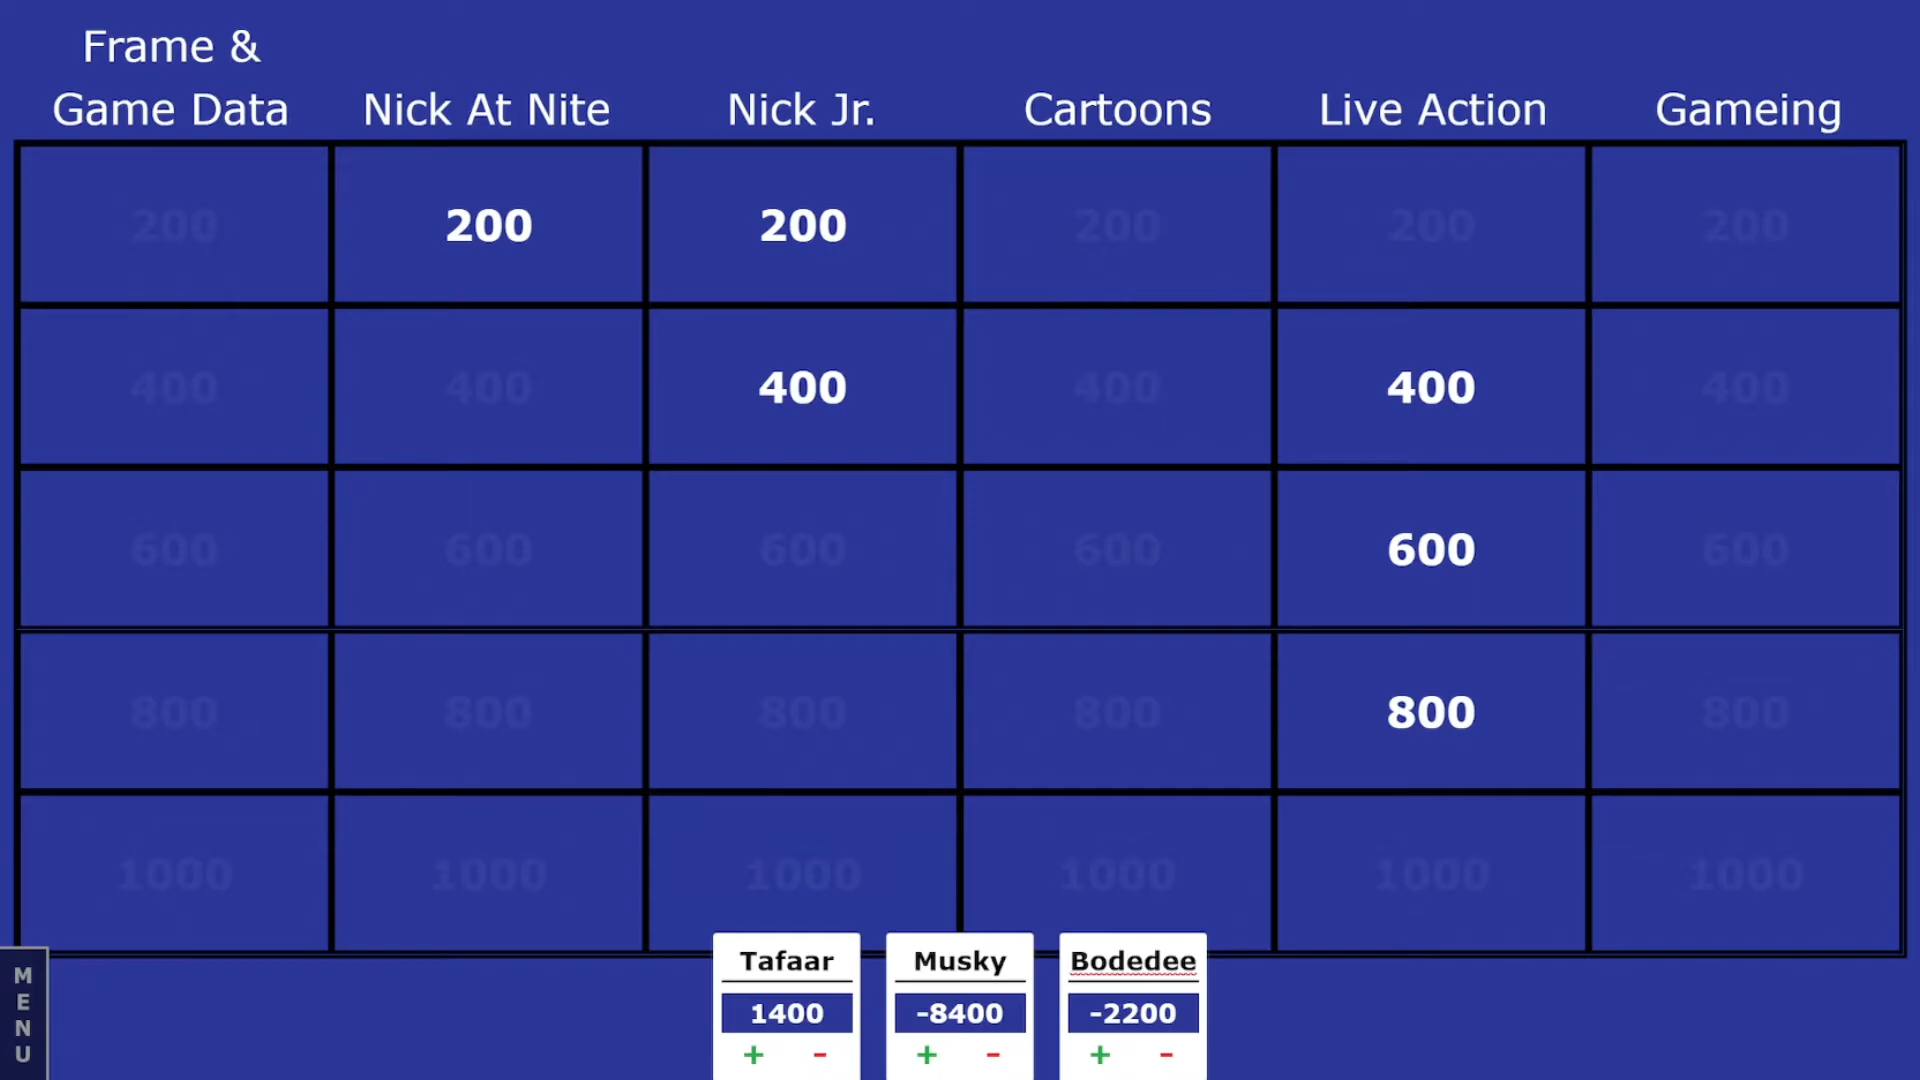 Frame &
Game Data Nick At Nite Nick Jr. Cartoons Live Action Gameing
200 200 200 200 200 200
400 400 400 400 400 400
600 600 600 600 600 600
800 800 800 800 800 800
1000 1000 1000 1000 1000 1000
Tafaar Musky Bodedee
1400 -8400 -2200
+ - + - + -
MENU